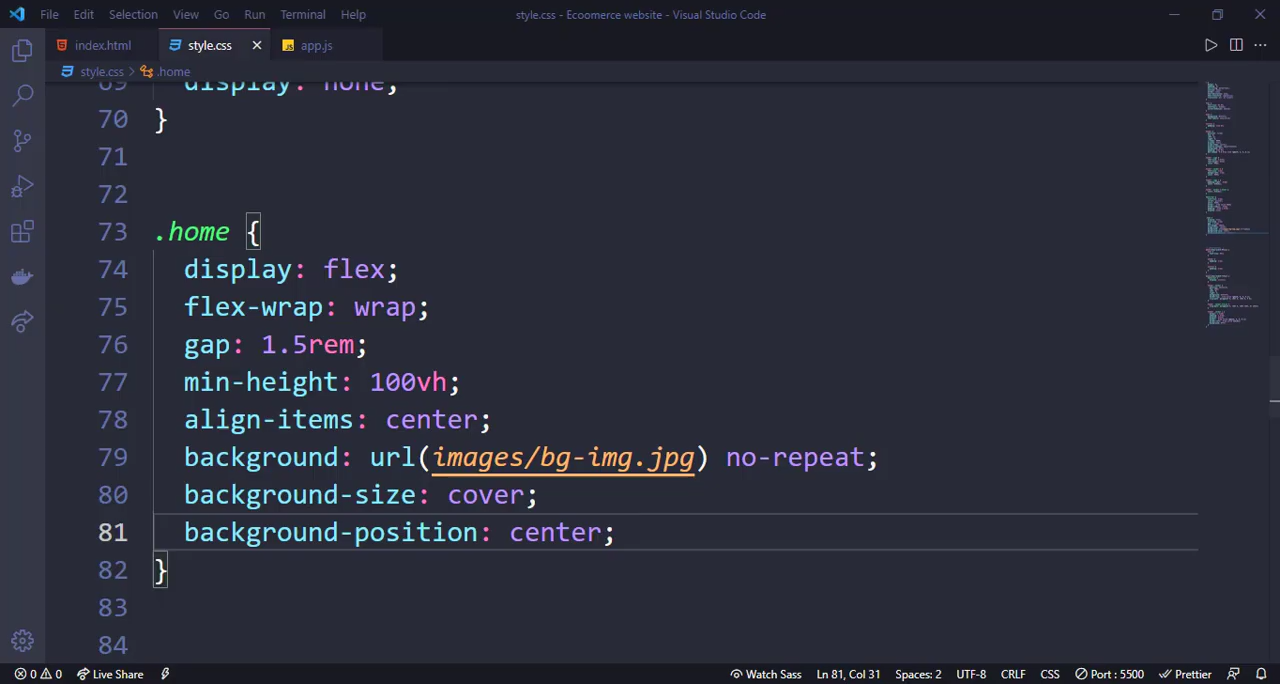 File Edit Selection View Go Run Terminal Help style.css - Ecoomerce website - Visual Studio Code
index.html style.css app.js
style.css > .home
69 display: none;
70 }
71
72
73 .home {
74 display: flex;
75 flex-wrap: wrap;
76 gap: 1.5rem;
77 min-height: 100vh;
78 align-items: center;
79 background: url(images/bg-img.jpg) no-repeat;
80 background-size: cover;
81 background-position: center;
82 }
83
84
0 0 Live Share Watch Sass Ln 81, Col 31 Spaces: 2 UTF-8 CRLF CSS Port : 5500 Prettier